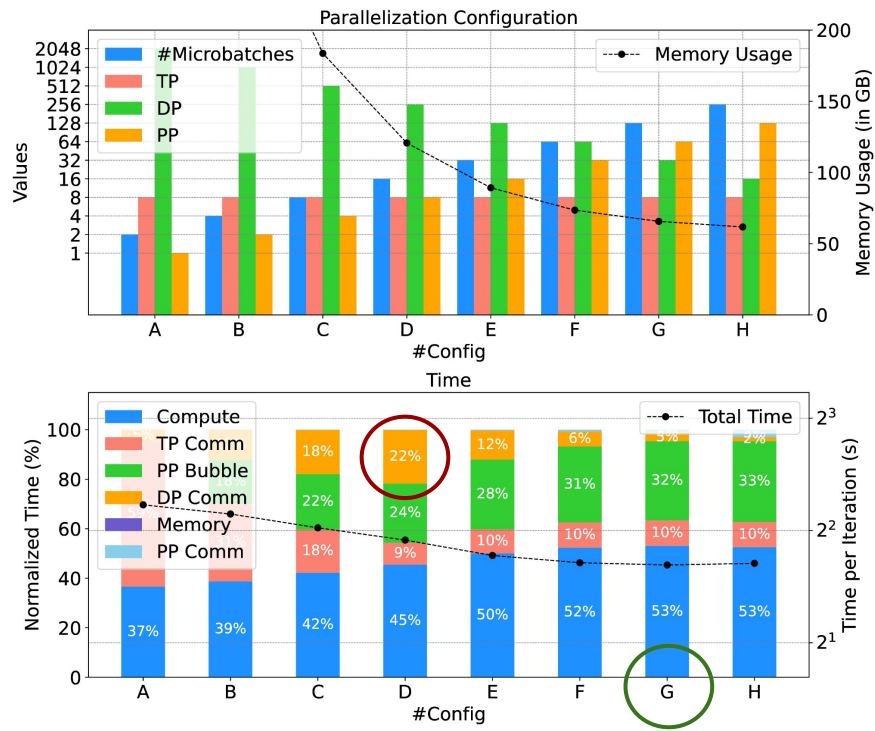 Parallelization Configuration
2048
1024
512
256
128
64
32
16
8
4
2
1
Values
#Microbatches
TP
DP
PP
Memory Usage
200
150
100
50
0
Memory Usage (in GB)
A B C D E F G H
#Config
Time
100
80
60
40
20
0
Normalized Time (%)
Compute
TP Comm
PP Bubble
DP Comm
Memory
PP Comm
Total Time
2³
2²
2¹
Time per Iteration (s)
18% 22% 12% 6% 3% 2%
22% 24% 28% 31% 32% 33%
18% 9% 10% 10% 10% 10%
37% 39% 42% 45% 50% 52% 53% 53%
A B C D E F G H
#Config